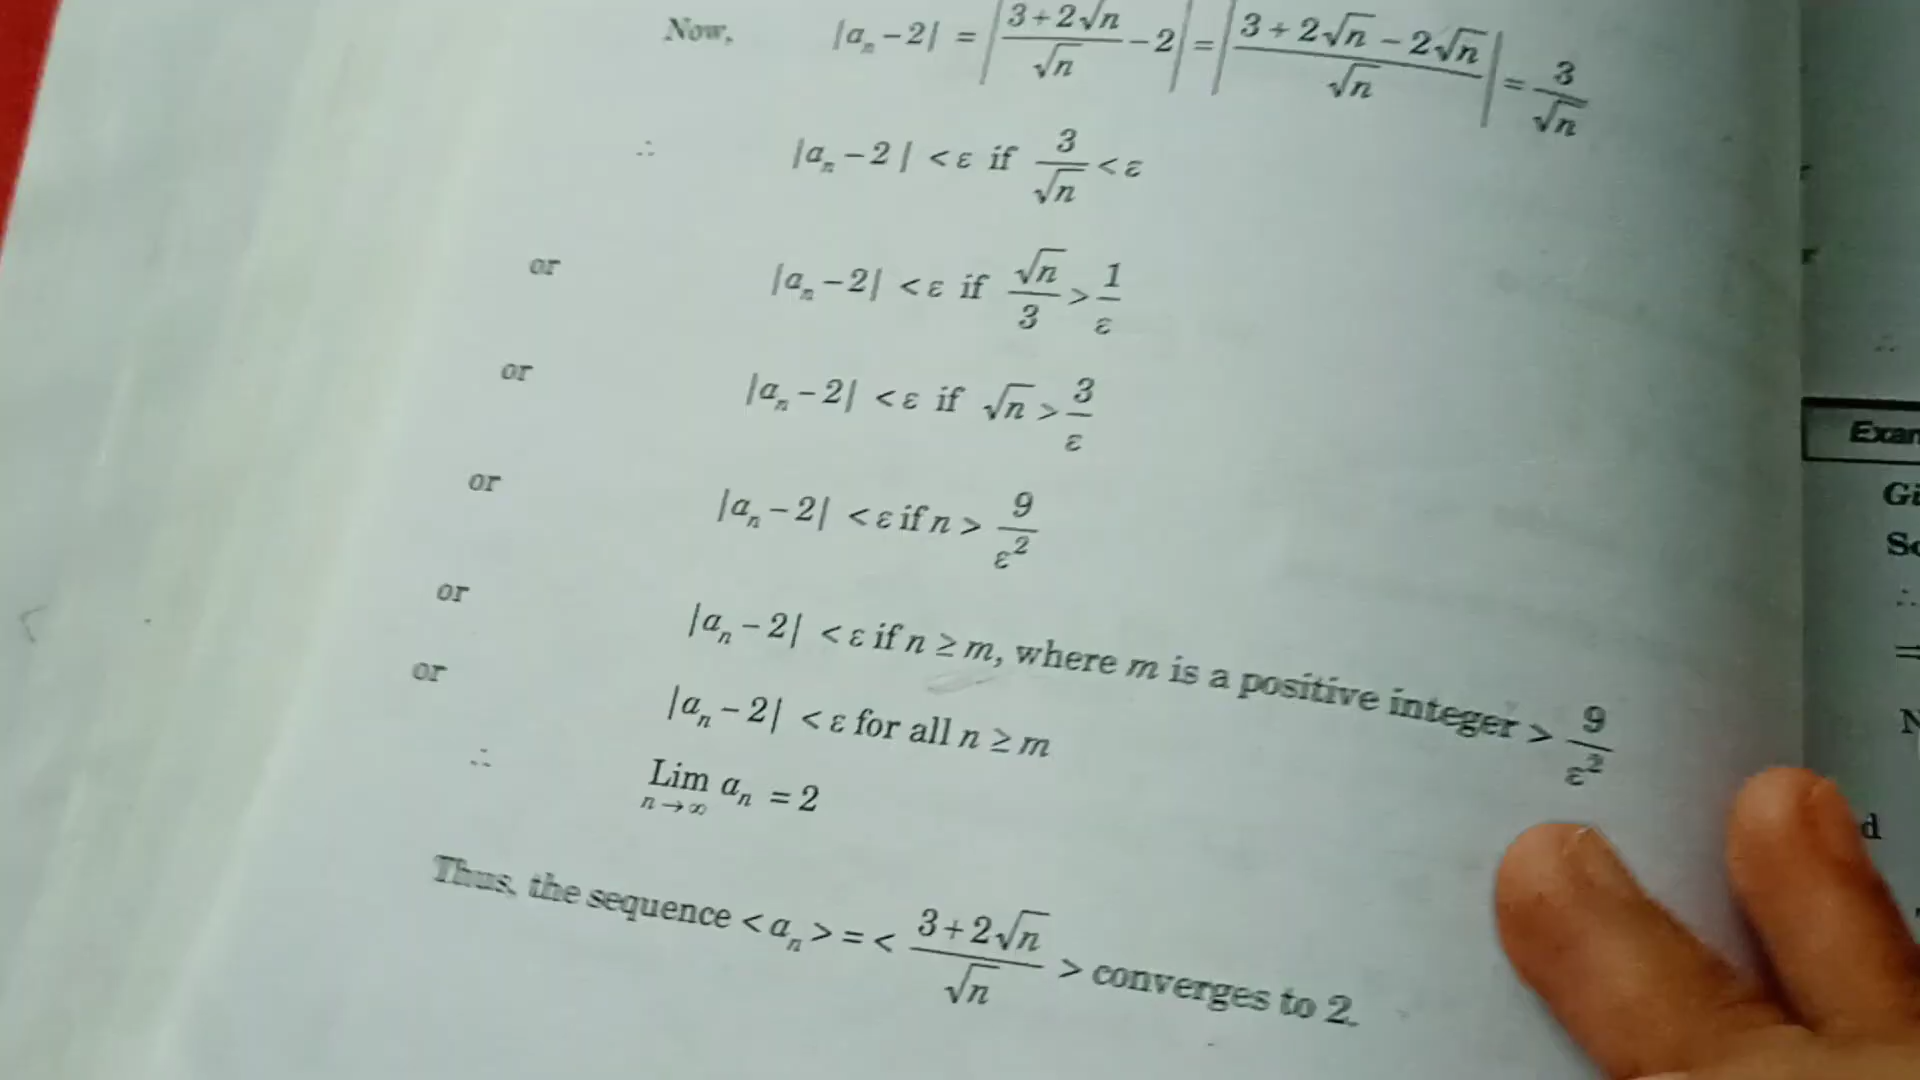 Now, |aₙ – 2| = |(3+2√n)/√n – 2| = |(3+2√n – 2√n)/√n| = 3/√n
∴ |aₙ – 2| < ε if 3/√n < ε
or |aₙ – 2| < ε if √n/3 > 1/ε
or |aₙ – 2| < ε if √n > 3/ε
or |aₙ – 2| < ε if n > 9/ε²
or |aₙ – 2| < ε if n ≥ m, where m is a positive integer > 9/ε²
or |aₙ – 2| < ε for all n ≥ m
∴ Lim aₙ = 2
n→∞
Thus, the sequence < aₙ > = < (3+2√n)/√n > converges to 2.